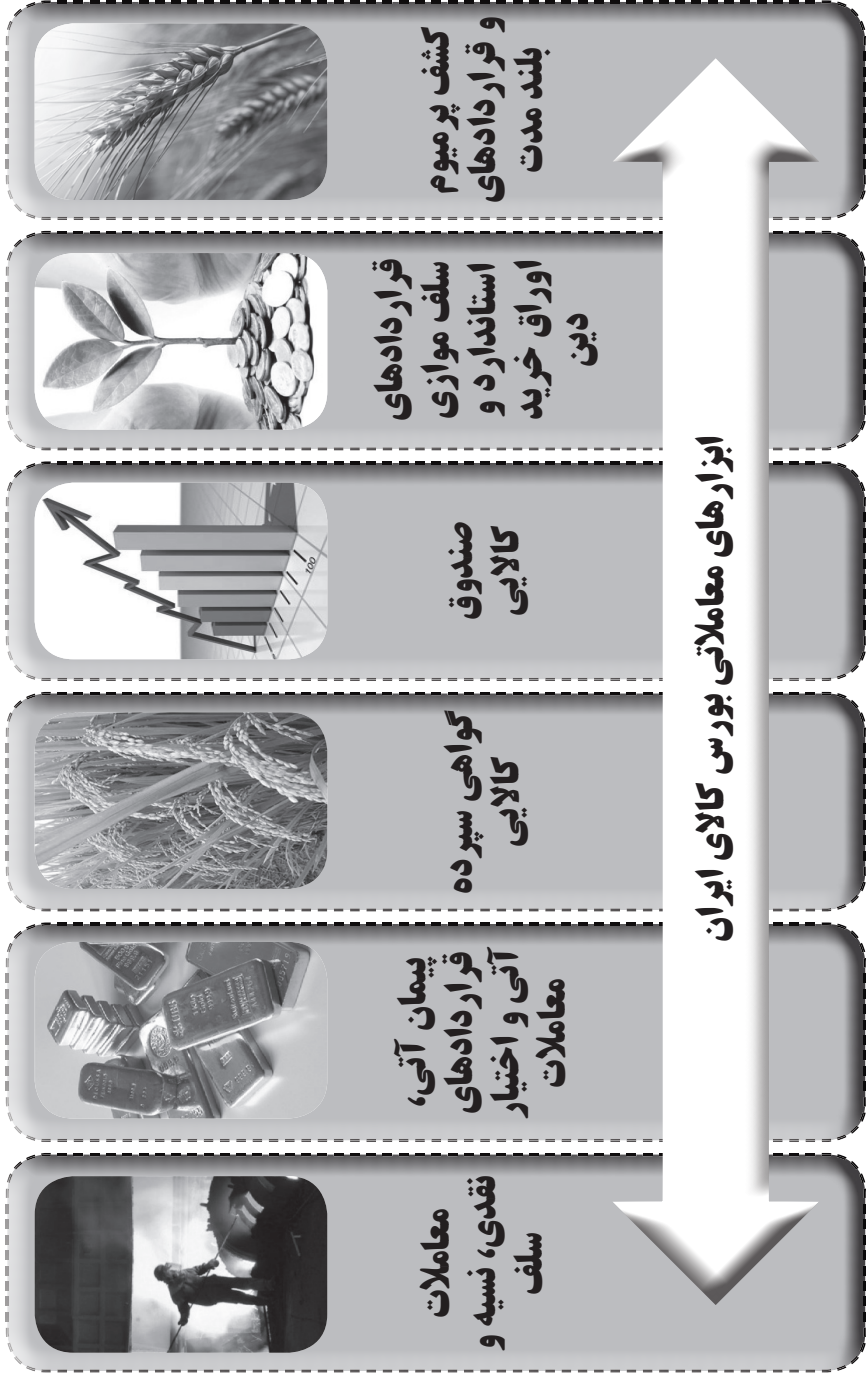 کشف پرمیوم
و قراردادهای
بلند مدت
قراردادهای
سلف موازی
استاندارد و
اوراق خرید
دین
صندوق
کالایی
100
گواهی سپرده
کالایی
پیمان آتی،
قراردادهای
آتی و اختیار
معاملات
معاملات
نقدی، نسیه و
سلف
ابزارهای معاملاتی بورس کالای ایران